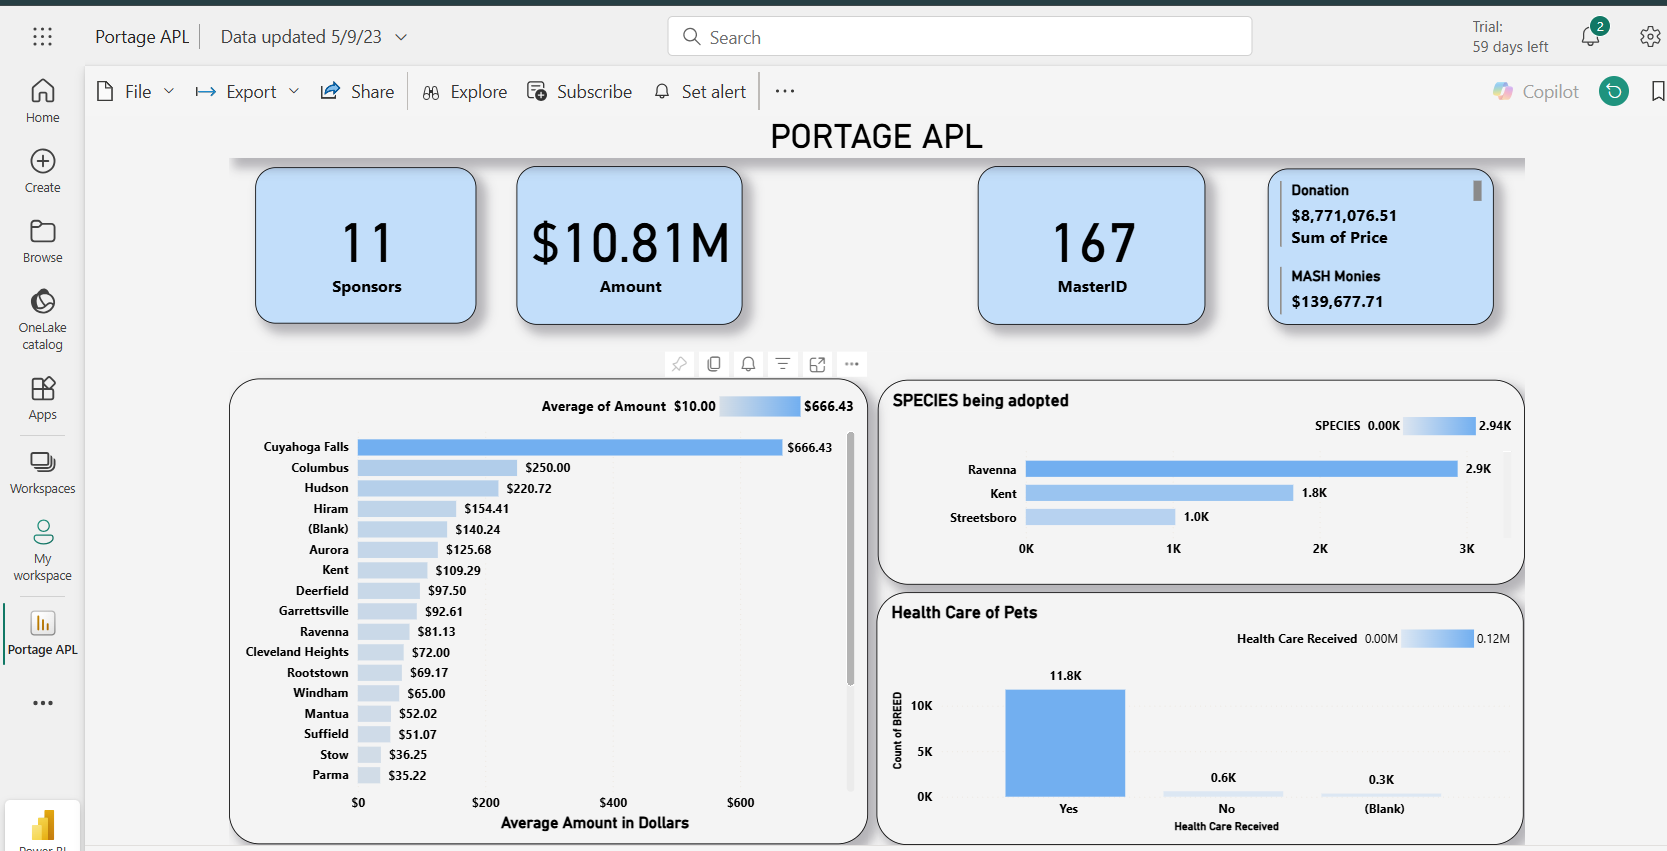 Portage APL
Data updated 5/9/23
Search
Trial:
59 days left
2
File
Export
Share
Explore
Subscribe
Set alert
Copilot
Home
Create
Browse
OneLake
catalog
Apps
Workspaces
My
workspace
Portage APL
Power BI
PORTAGE APL
11
Sponsors
$10.81M
Amount
167
MasterID
Donation
$8,771,076.51
Sum of Price
MASH Monies
$139,677.71
Average of Amount $10.00 $666.43
Cuyahoga Falls $666.43
Columbus $250.00
Hudson $220.72
Hiram $154.41
(Blank) $140.24
Aurora $125.68
Kent $109.29
Deerfield $97.50
Garrettsville $92.61
Ravenna $81.13
Cleveland Heights $72.00
Rootstown $69.17
Windham $65.00
Mantua $52.02
Suffield $51.07
Stow $36.25
Parma $35.22
$0 $200 $400 $600
Average Amount in Dollars
SPECIES being adopted
SPECIES 0.00K 2.94K
Ravenna 2.9K
Kent 1.8K
Streetsboro 1.0K
0K 1K 2K 3K
Health Care of Pets
Health Care Received 0.00M 0.12M
Count of BREED
10K
5K
0K
11.8K
0.6K
0.3K
Yes No (Blank)
Health Care Received